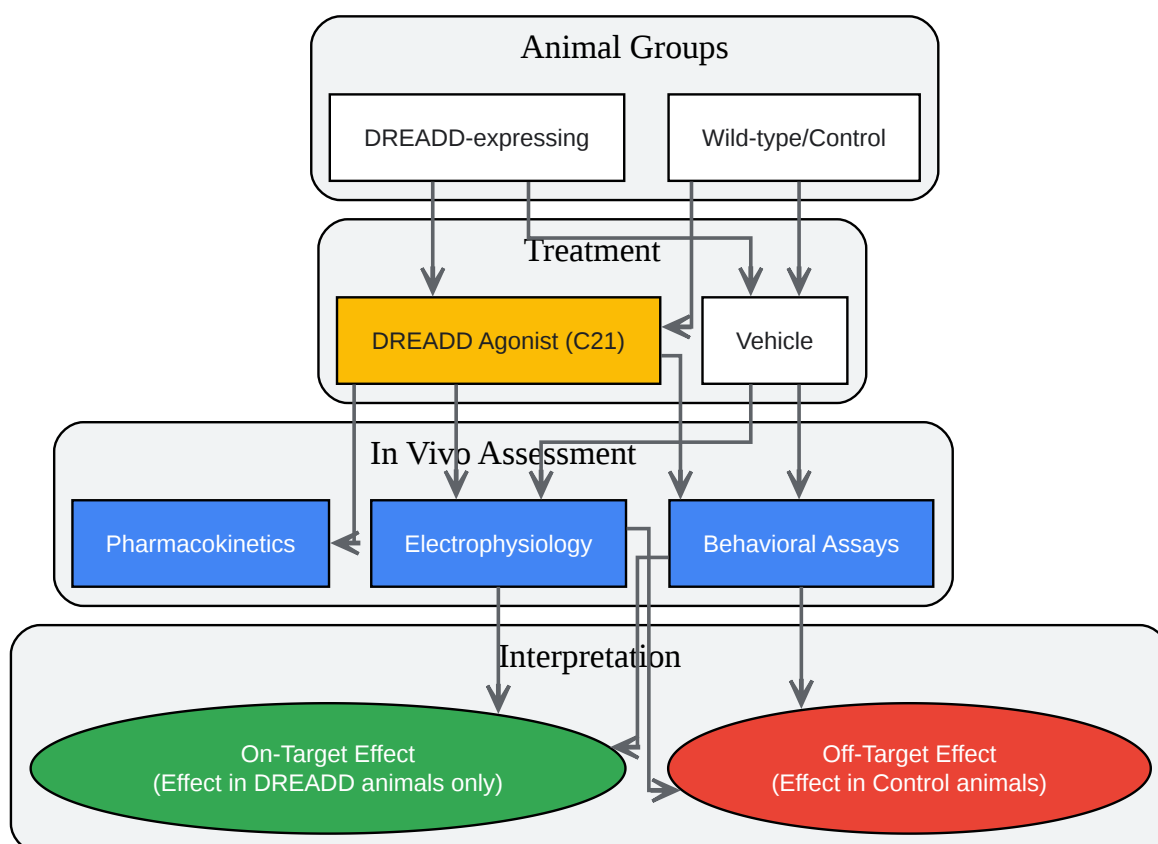 Animal Groups
DREADD-expressing
Wild-type/Control
Treatment
DREADD Agonist (C21)
Vehicle
In Vivo Assessment
Pharmacokinetics
Electrophysiology
Behavioral Assays
Interpretation
On-Target Effect
(Effect in DREADD animals only)
Off-Target Effect
(Effect in Control animals)